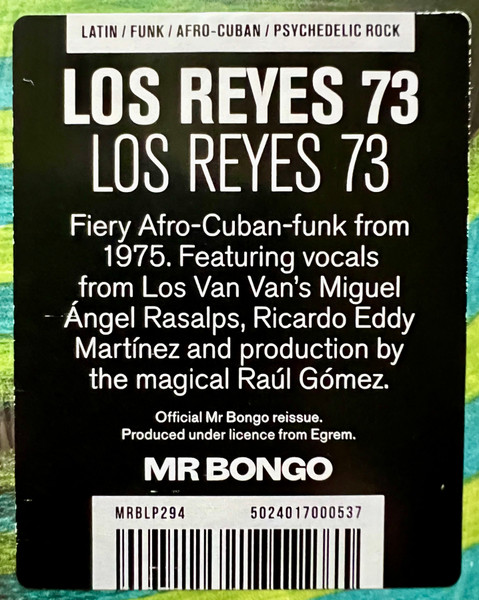 LATIN / FUNK / AFRO-CUBAN / PSYCHEDELIC ROCK
LOS REYES 73
LOS REYES 73
Fiery Afro-Cuban-funk from
1975. Featuring vocals
from Los Van Van's Miguel
Ángel Rasalps, Ricardo Eddy
Martínez and production by
the magical Raúl Gómez.
Official Mr Bongo reissue.
Produced under licence from Egrem.
MR BONGO
MRBLP294 5024017000537